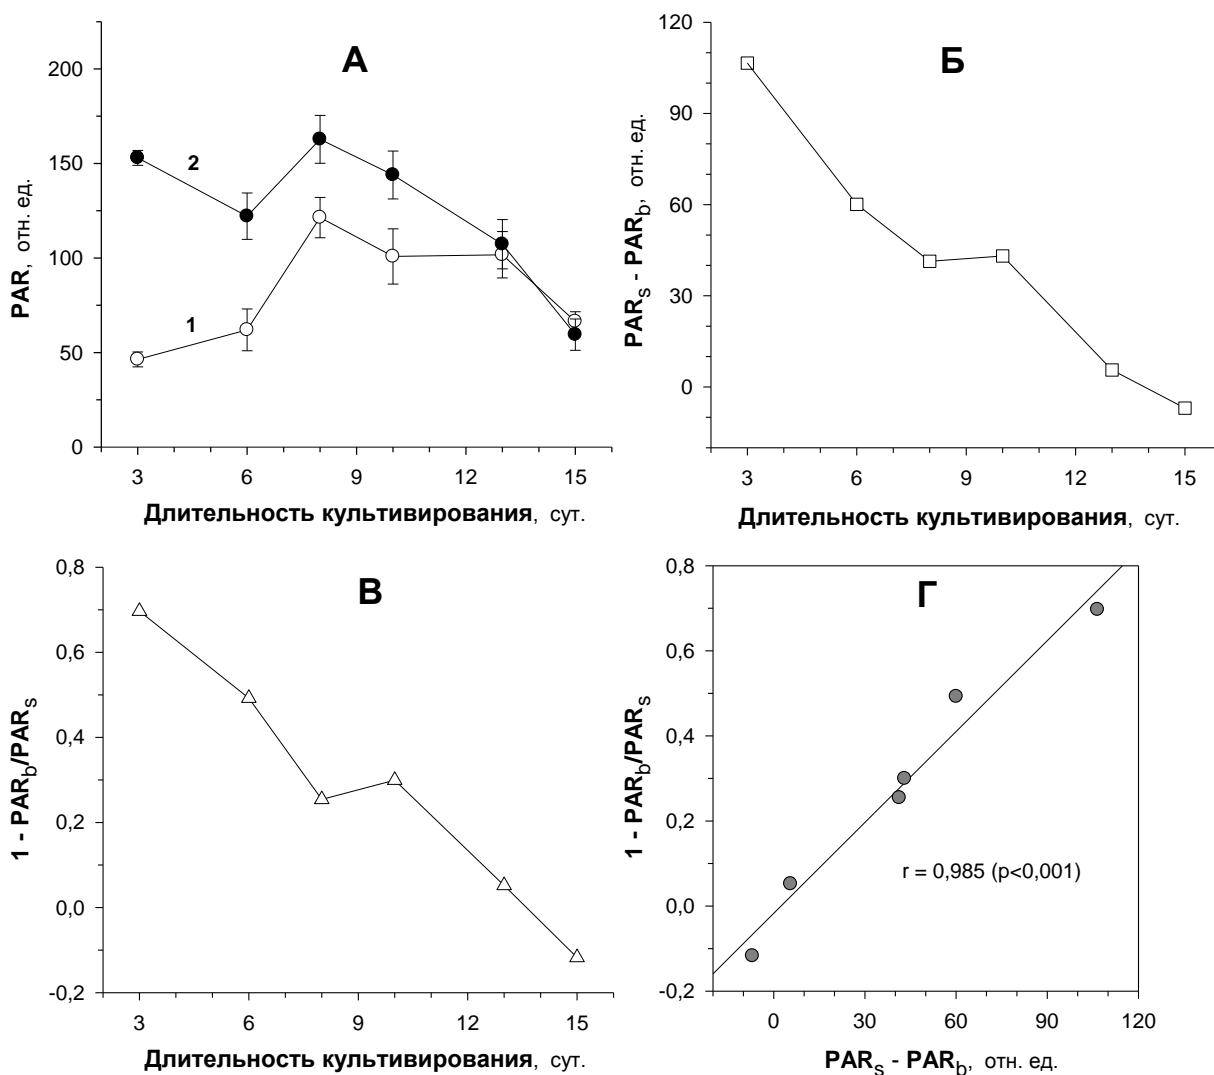 А
200
150
100
50
0
PAR, отн. ед.
2
1
3 6 9 12 15
Длительность культивирования, сут.
Б
120
90
60
30
0
PARs - PARb, отн. ед.
3 6 9 12 15
Длительность культивирования, сут.
В
0,8
0,6
0,4
0,2
0,0
-0,2
1 - PARb/PARs
3 6 9 12 15
Длительность культивирования, сут.
Г
0,8
0,6
0,4
0,2
0,0
-0,2
1 - PARb/PARs
r = 0,985 (p<0,001)
0 30 60 90 120
PARs - PARb, отн. ед.